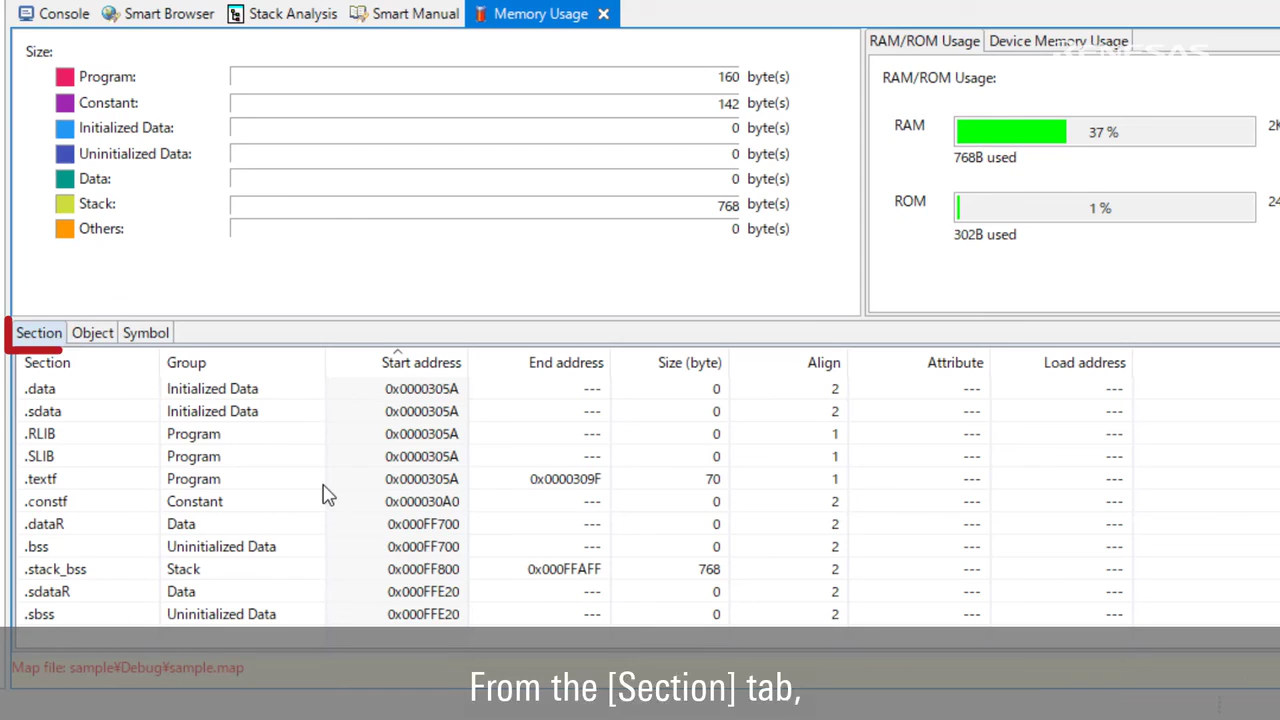 Console Smart Browser Stack Analysis Smart Manual Memory Usage
Size:
Program: 160 byte(s)
Constant: 142 byte(s)
Initialized Data: 0 byte(s)
Uninitialized Data: 0 byte(s)
Data: 0 byte(s)
Stack: 768 byte(s)
Others: 0 byte(s)
RAM/ROM Usage Device Memory Usage
RENESAS
RAM/ROM Usage:
RAM 37 % 2K
768B used
ROM 1 % 24
302B used
Section Object Symbol
Section Group Start address End address Size (byte) Align Attribute Load address
.data Initialized Data 0x0000305A --- 0 2 --- ---
.sdata Initialized Data 0x0000305A --- 0 2 --- ---
.RLIB Program 0x0000305A --- 0 1 --- ---
.SLIB Program 0x0000305A --- 0 1 --- ---
.textf Program 0x0000305A 0x0000309F 70 1 --- ---
.constf Constant 0x000030A0 --- 0 2 --- ---
.dataR Data 0x000FF700 --- 0 2 --- ---
.bss Uninitialized Data 0x000FF700 --- 0 2 --- ---
.stack_bss Stack 0x000FF800 0x000FFAFF 768 2 --- ---
.sdataR Data 0x000FFE20 --- 0 2 --- ---
.sbss Uninitialized Data 0x000FFE20 --- 0 2 --- ---
Map file: sample¥Debug¥sample.map
From the [Section] tab,